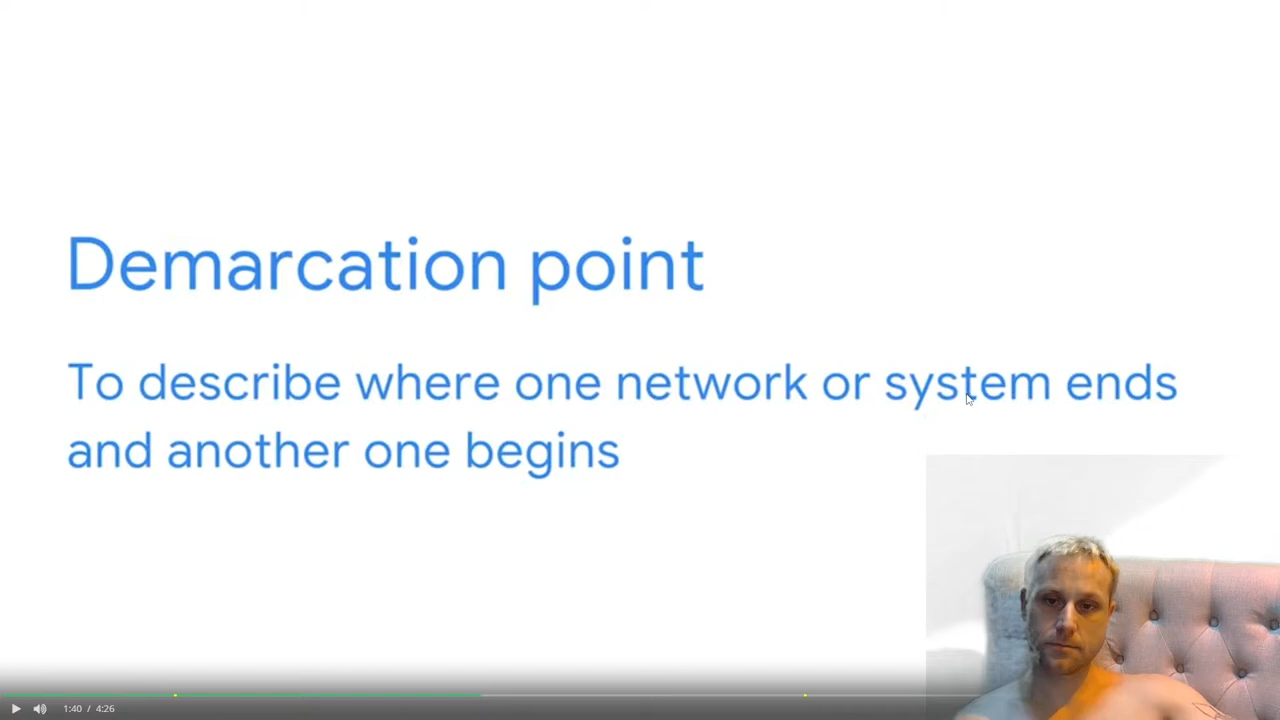 Demarcation point
To describe where one network or system ends
and another one begins
1:40 / 4:26